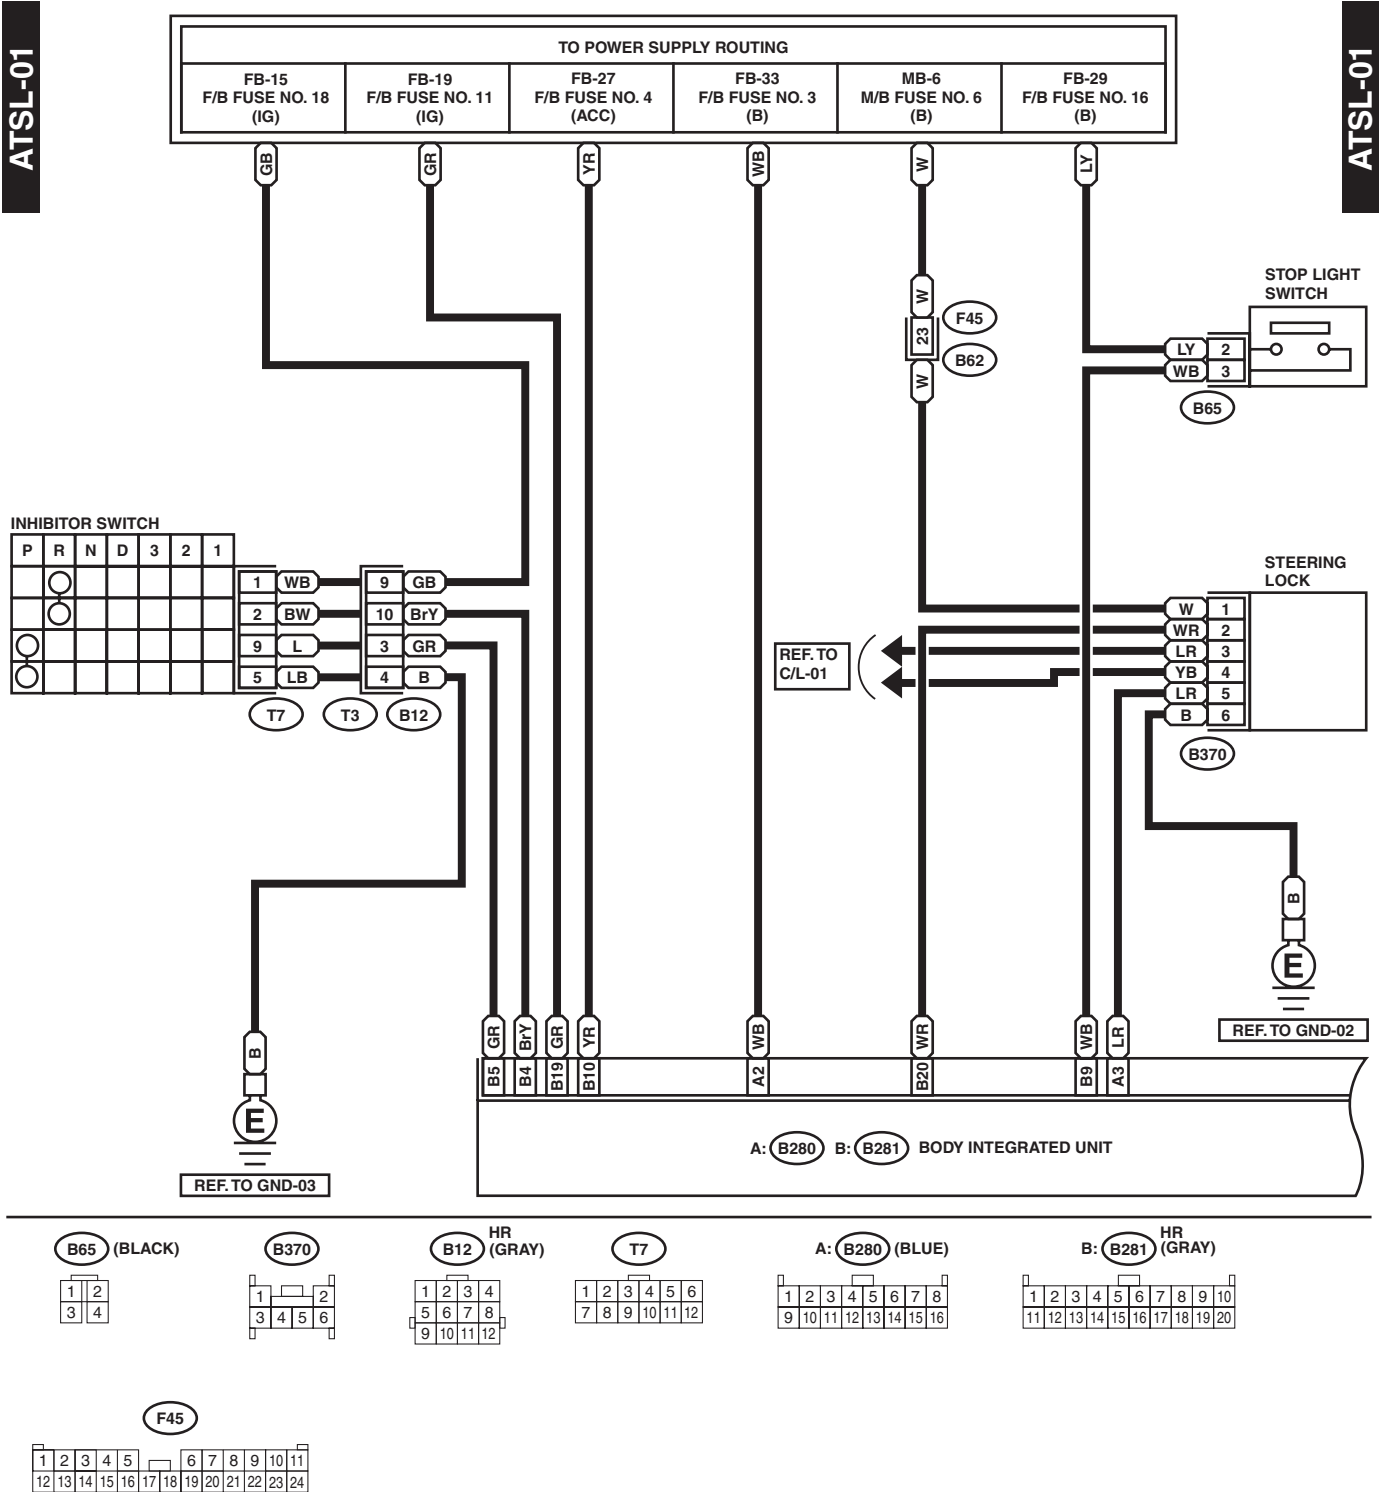 ATSL-01
ATSL-01
TO POWER SUPPLY ROUTING
FB-15
F/B FUSE NO. 18
(IG)
FB-19
F/B FUSE NO. 11
(IG)
FB-27
F/B FUSE NO. 4
(ACC)
FB-33
F/B FUSE NO. 3
(B)
MB-6
M/B FUSE NO. 6
(B)
FB-29
F/B FUSE NO. 16
(B)
GB
GR
YR
WB
W
LY
W
23
F45
B62
W
STOP LIGHT
SWITCH
LY 2
WB 3
B65
INHIBITOR SWITCH
P R N D 3 2 1
1 WB 9 GB
2 BW 10 BrY
9 L 3 GR
5 LB 4 B
T7 T3 B12
REF. TO
C/L-01
STEERING
LOCK
W 1
WR 2
LR 3
YB 4
LR 5
B 6
B370
B
E
REF. TO GND-02
B
E
REF. TO GND-03
GR BrY GR YR WB WR WB LR
B5 B4 B19 B10 A2 B20 B9 A3
A: B280 B: B281 BODY INTEGRATED UNIT
B65 (BLACK)
1 2
3 4
B370
1 2
3 4 5 6
B12 HR
(GRAY)
1 2 3 4
5 6 7 8
9 10 11 12
T7
1 2 3 4 5 6
7 8 9 10 11 12
A: B280 (BLUE)
1 2 3 4 5 6 7 8
9 10 11 12 13 14 15 16
B: B281 HR
(GRAY)
1 2 3 4 5 6 7 8 9 10
11 12 13 14 15 16 17 18 19 20
F45
1 2 3 4 5 6 7 8 9 10 11
12 13 14 15 16 17 18 19 20 21 22 23 24